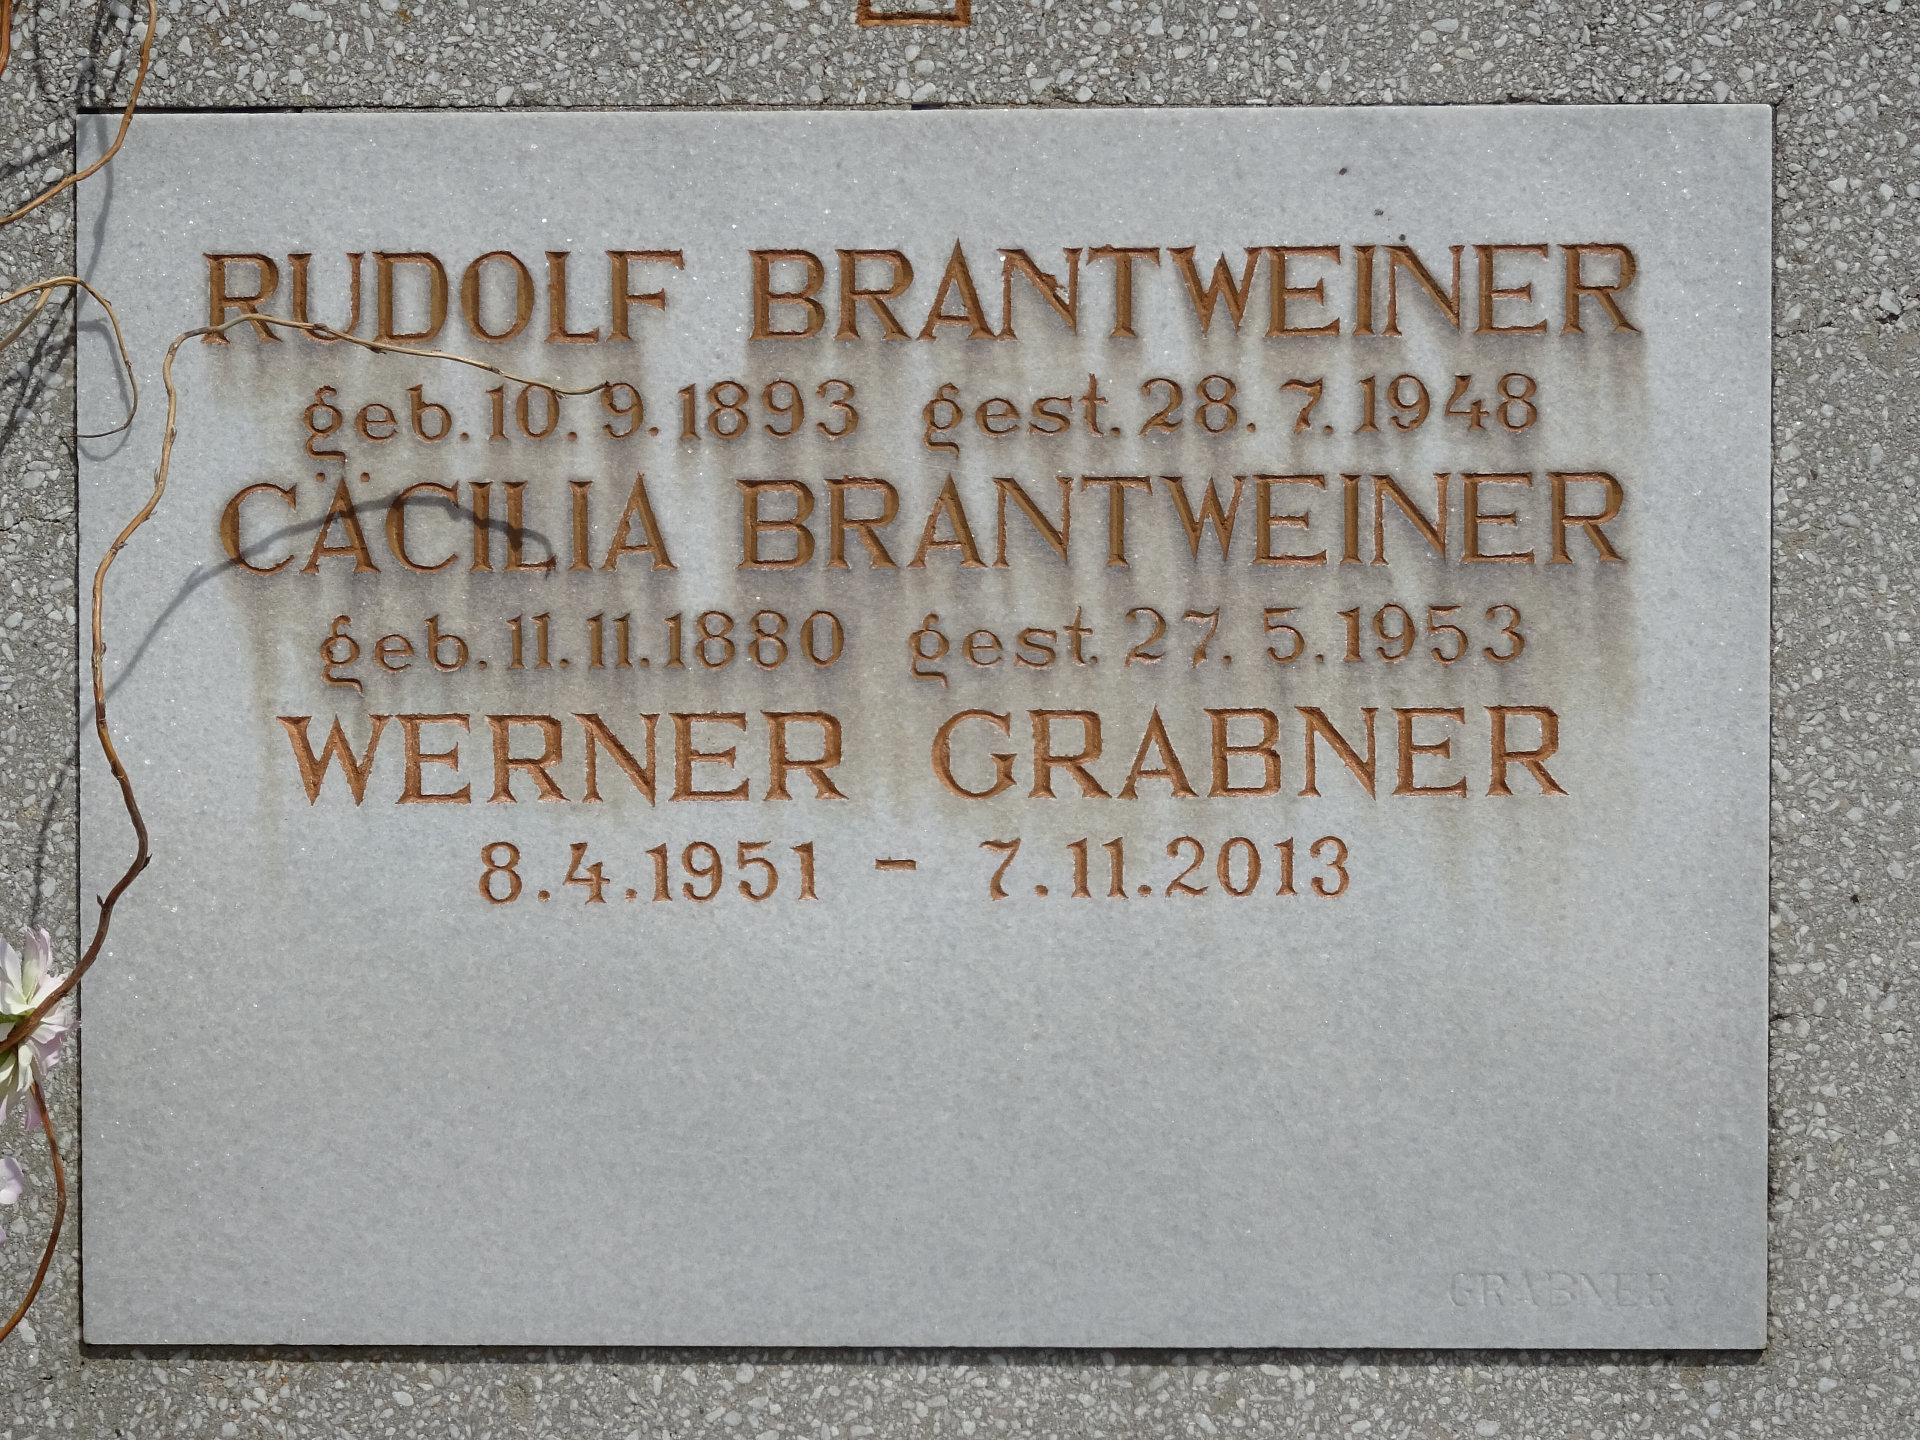 RUDOLF BRANTWEINER
geb. 10. 9. 1893 gest. 28. 7. 1948
CÄCILIA BRANTWEINER
geb. 11. 11. 1880 gest. 27. 5. 1953
WERNER GRABNER
8.4.1951 – 7.11.2013
GRABNER